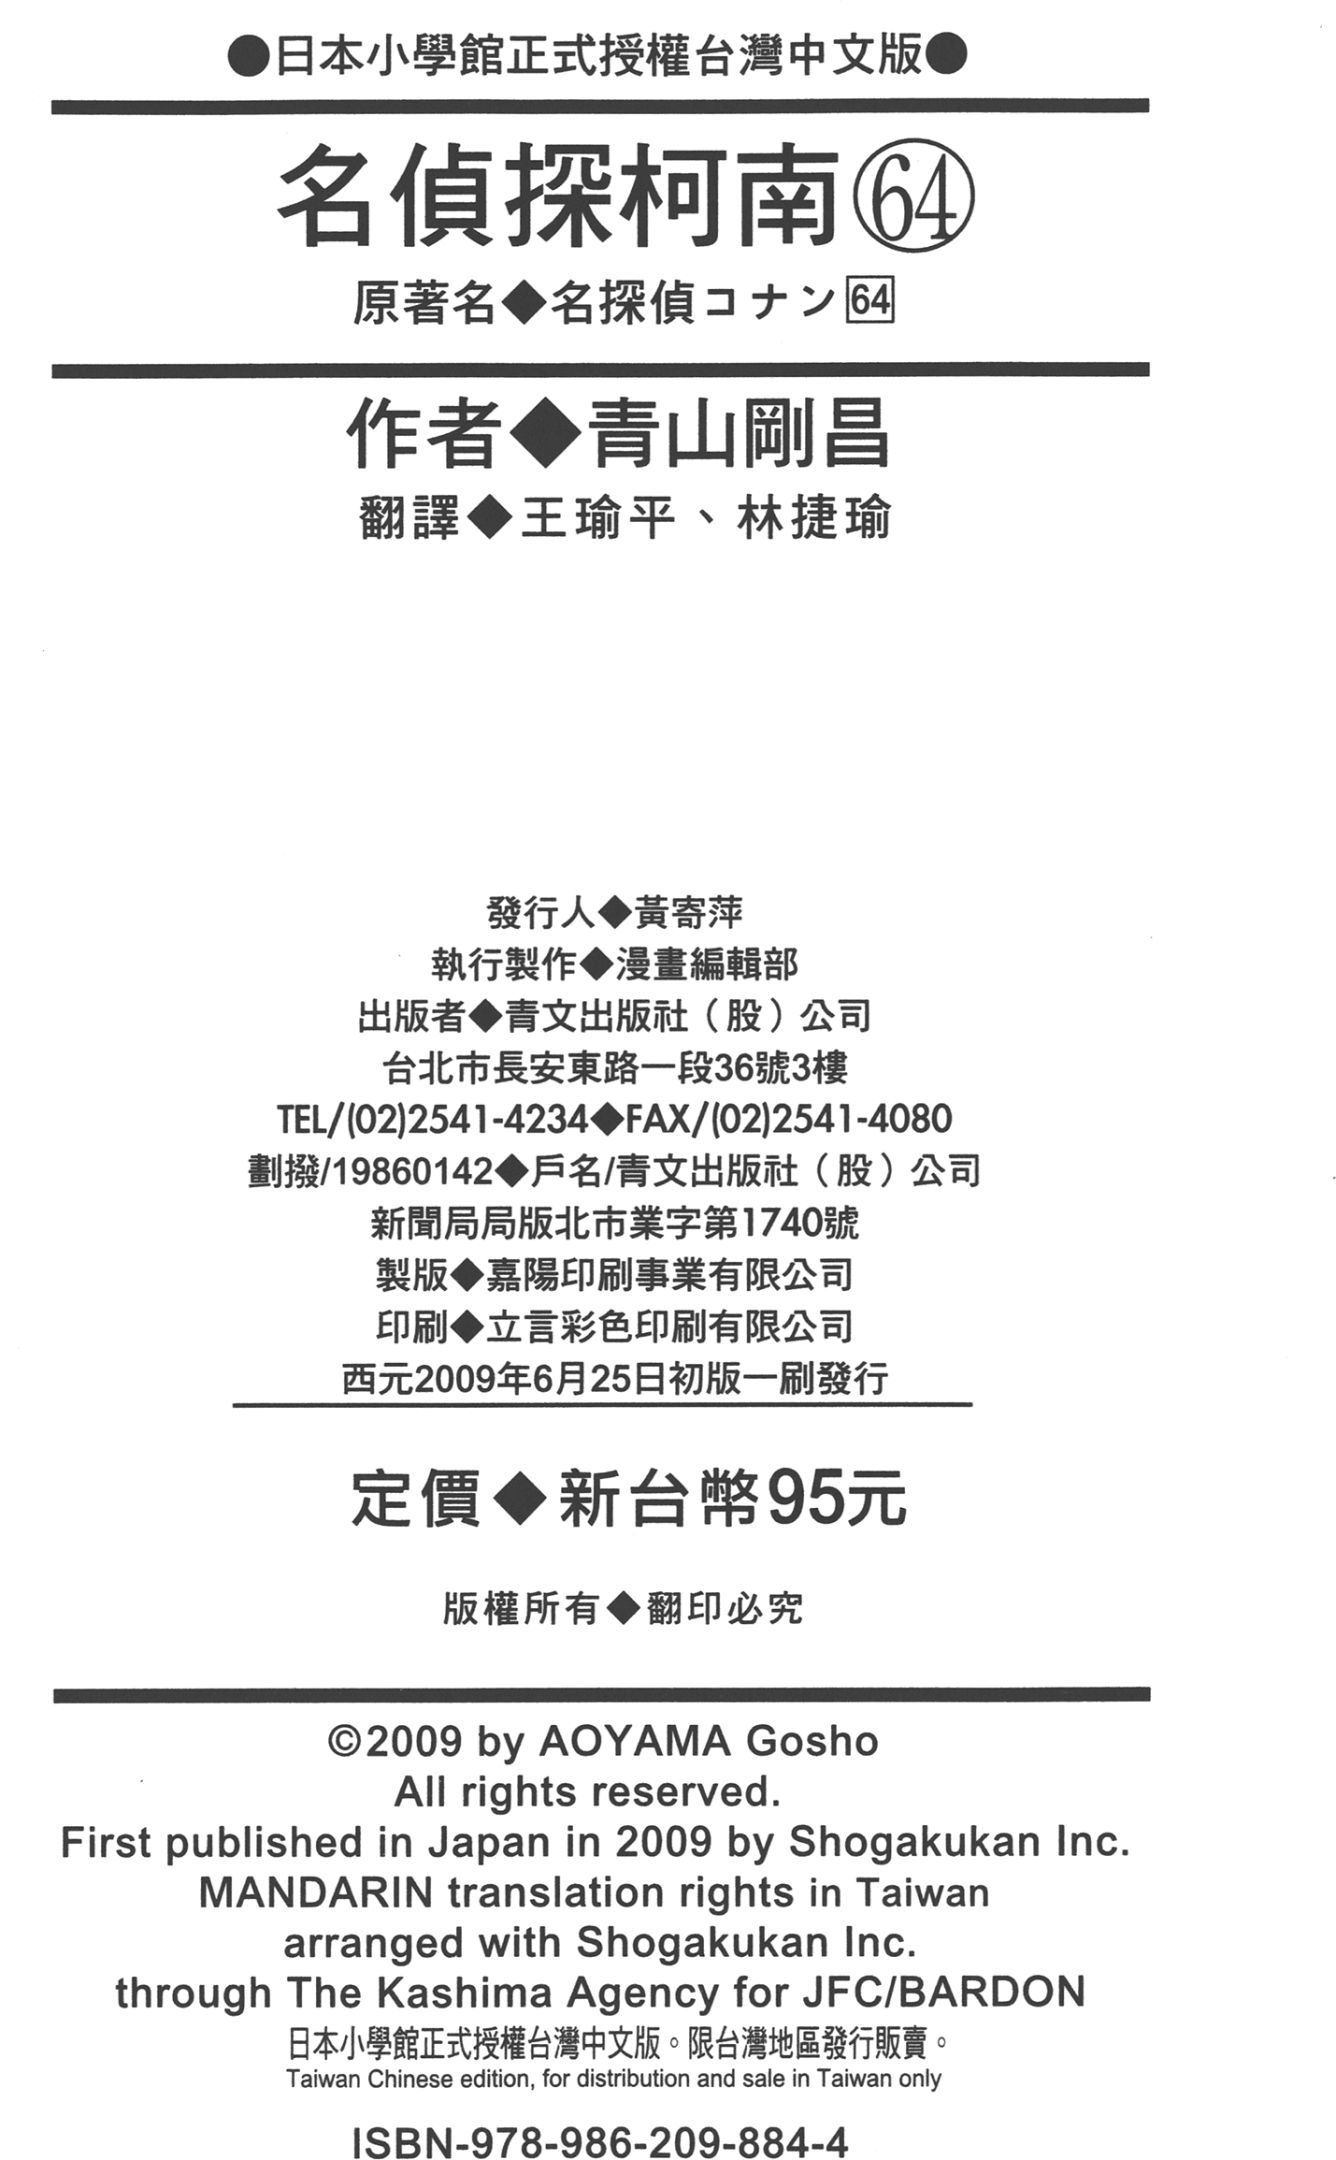 ●日本小學館正式授權台灣中文版●
名偵探柯南㊿64
原著名◆名探偵コナン64
作者◆青山剛昌
翻譯◆王瑜平、林捷瑜
發行人◆黃寄萍
執行製作◆漫畫編輯部
出版者◆青文出版社（股）公司
台北市長安東路一段36號3樓
TEL/(02)2541-4234◆FAX/(02)2541-4080
劃撥/19860142◆戶名/青文出版社（股）公司
新聞局局版北市業字第1740號
製版◆嘉陽印刷事業有限公司
印刷◆立言彩色印刷有限公司
西元2009年6月25日初版一刷發行
定價◆新台幣95元
版權所有◆翻印必究
©2009 by AOYAMA Gosho
All rights reserved.
First published in Japan in 2009 by Shogakukan Inc.
MANDARIN translation rights in Taiwan
arranged with Shogakukan Inc.
through The Kashima Agency for JFC/BARDON
日本小學館正式授權台灣中文版。限台灣地區發行販賣。
Taiwan Chinese edition, for distribution and sale in Taiwan only
ISBN-978-986-209-884-4